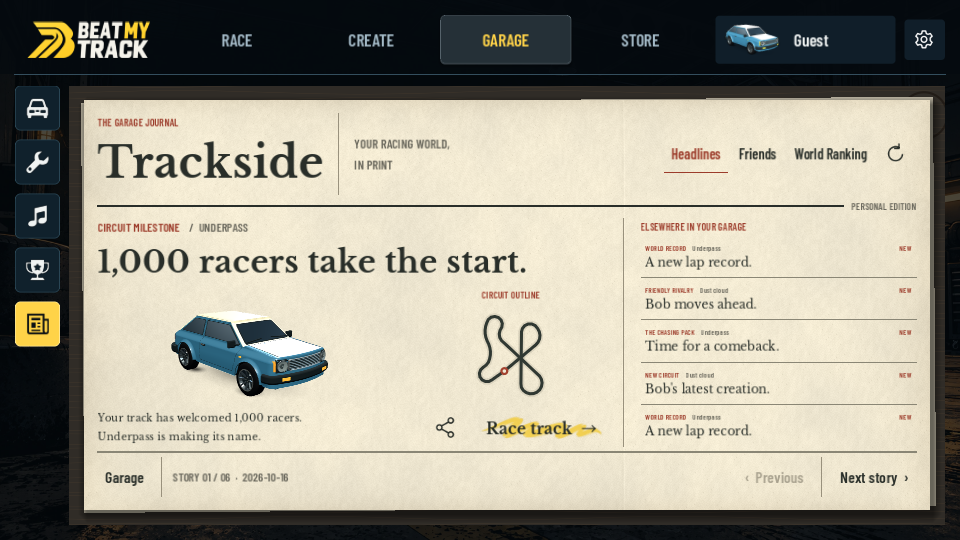 BEAT MY
TRACK
RACE
CREATE
GARAGE
STORE
Guest
THE GARAGE JOURNAL
Trackside
YOUR RACING WORLD,
IN PRINT
Headlines
Friends
World Ranking
PERSONAL EDITION
CIRCUIT MILESTONE / UNDERPASS
1,000 racers take the start.
CIRCUIT OUTLINE
Your track has welcomed 1,000 racers.
Underpass is making its name.
Race track →
ELSEWHERE IN YOUR GARAGE
WORLD RECORD Underpass NEW
A new lap record.
FRIENDLY RIVALRY Dust cloud NEW
Bob moves ahead.
THE CHASING PACK Underpass NEW
Time for a comeback.
NEW CIRCUIT Dust cloud NEW
Bob's latest creation.
WORLD RECORD Underpass NEW
A new lap record.
Garage
STORY 01 / 06 · 2026-10-16
‹ Previous
Next story ›